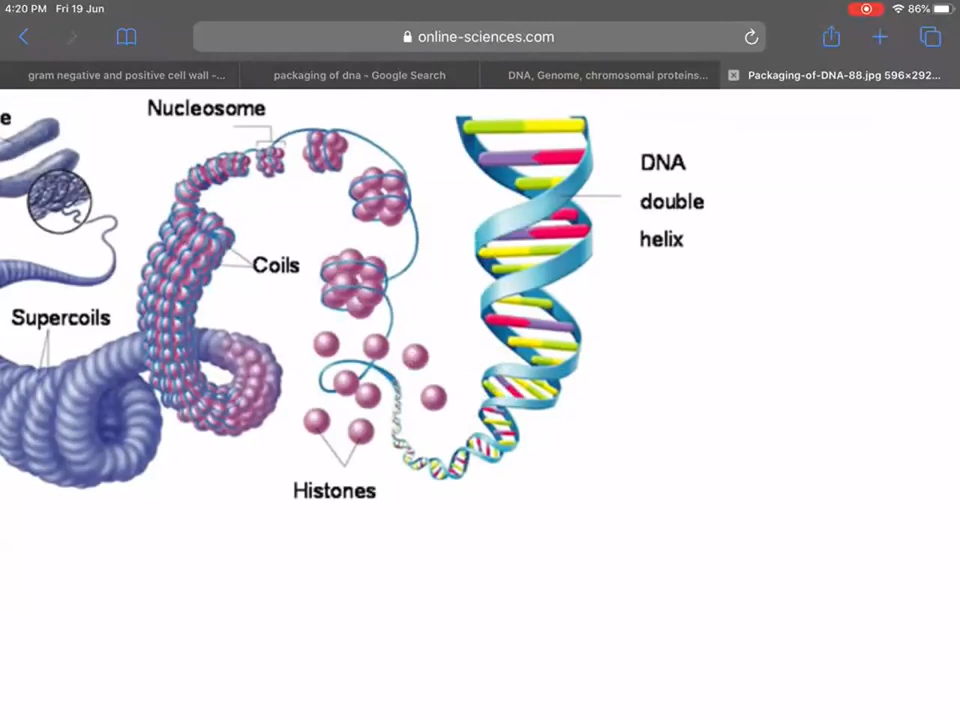 4:20 PM Fri 19 Jun
86%
online-sciences.com
gram negative and positive cell wall -...
packaging of dna - Google Search
DNA, Genome, chromosomal proteins...
Packaging-of-DNA-88.jpg 596×292...
e
Nucleosome
DNA
double
helix
Coils
Supercoils
Histones